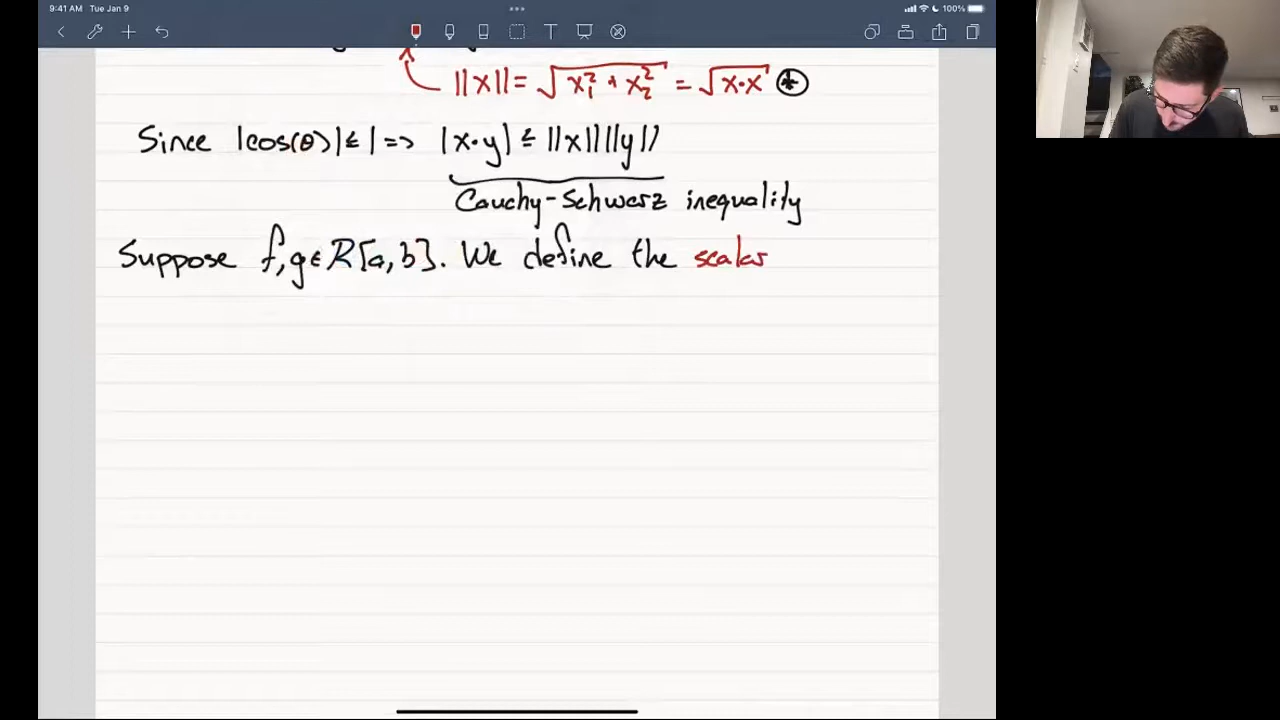 9:41 AM Tue Jan 9
100%
||x|| = √x₁² + x₂² = √x·x (*)
Since |cos(θ)| ≤ 1 => |x·y| ≤ ||x|| ||y||
Cauchy-Schwarz inequality
Suppose f, g ∈ R[a, b]. We define the scalar